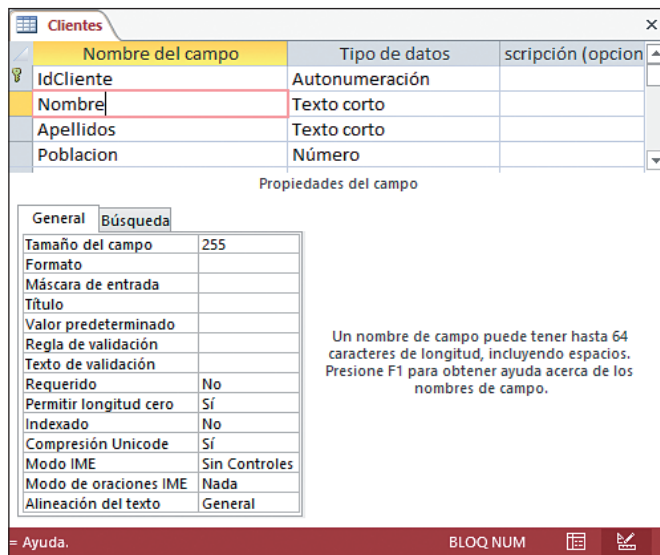 Clientes
Nombre del campo Tipo de datos scripción (opcion
IdCliente Autonumeración
Nombre Texto corto
Apellidos Texto corto
Poblacion Número
Propiedades del campo
General Búsqueda
Tamaño del campo 255
Formato
Máscara de entrada
Título
Valor predeterminado
Regla de validación
Texto de validación
Requerido No
Permitir longitud cero Sí
Indexado No
Compresión Unicode Sí
Modo IME Sin Controles
Modo de oraciones IME Nada
Alineación del texto General
Un nombre de campo puede tener hasta 64
caracteres de longitud, incluyendo espacios.
Presione F1 para obtener ayuda acerca de los
nombres de campo.
= Ayuda. BLOQ NUM